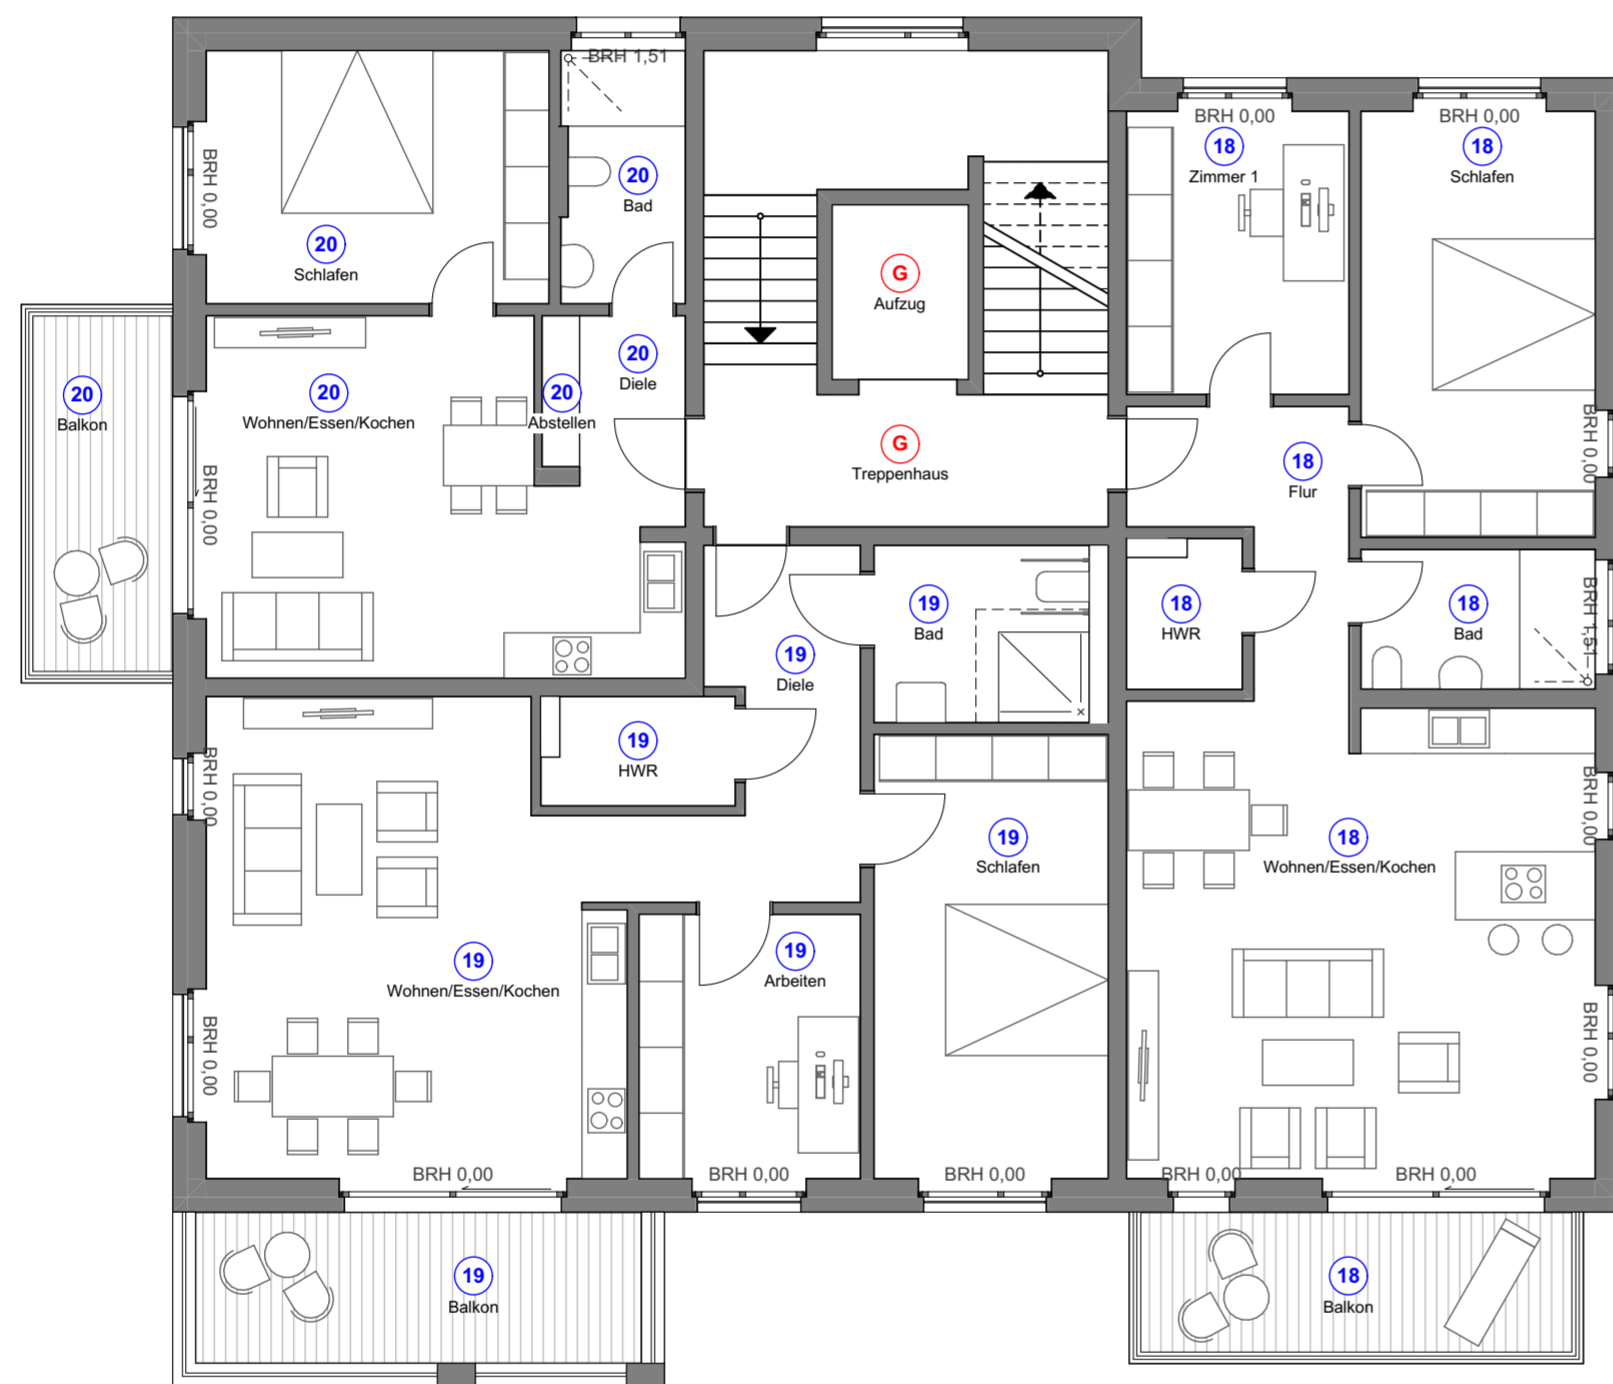 BRH 1,51
BRH 0,00
20
Schlafen
20
Bad
BRH 0,00
18
Zimmer 1
BRH 0,00
18
Schlafen
G
Aufzug
20
Balkon
20
Wohnen/Essen/Kochen
BRH 0,00
20
Abstellen
20
Diele
G
Treppenhaus
18
Flur
BRH 0,00
19
Bad
19
Diele
18
HWR
18
Bad
BRH 1,51
BRH 0,00
19
HWR
19
Schlafen
18
Wohnen/Essen/Kochen
BRH 0,00
19
Wohnen/Essen/Kochen
19
Arbeiten
BRH 0,00
BRH 0,00
BRH 0,00
BRH 0,00
BRH 0,00
BRH 0,00
BRH 0,00
19
Balkon
18
Balkon